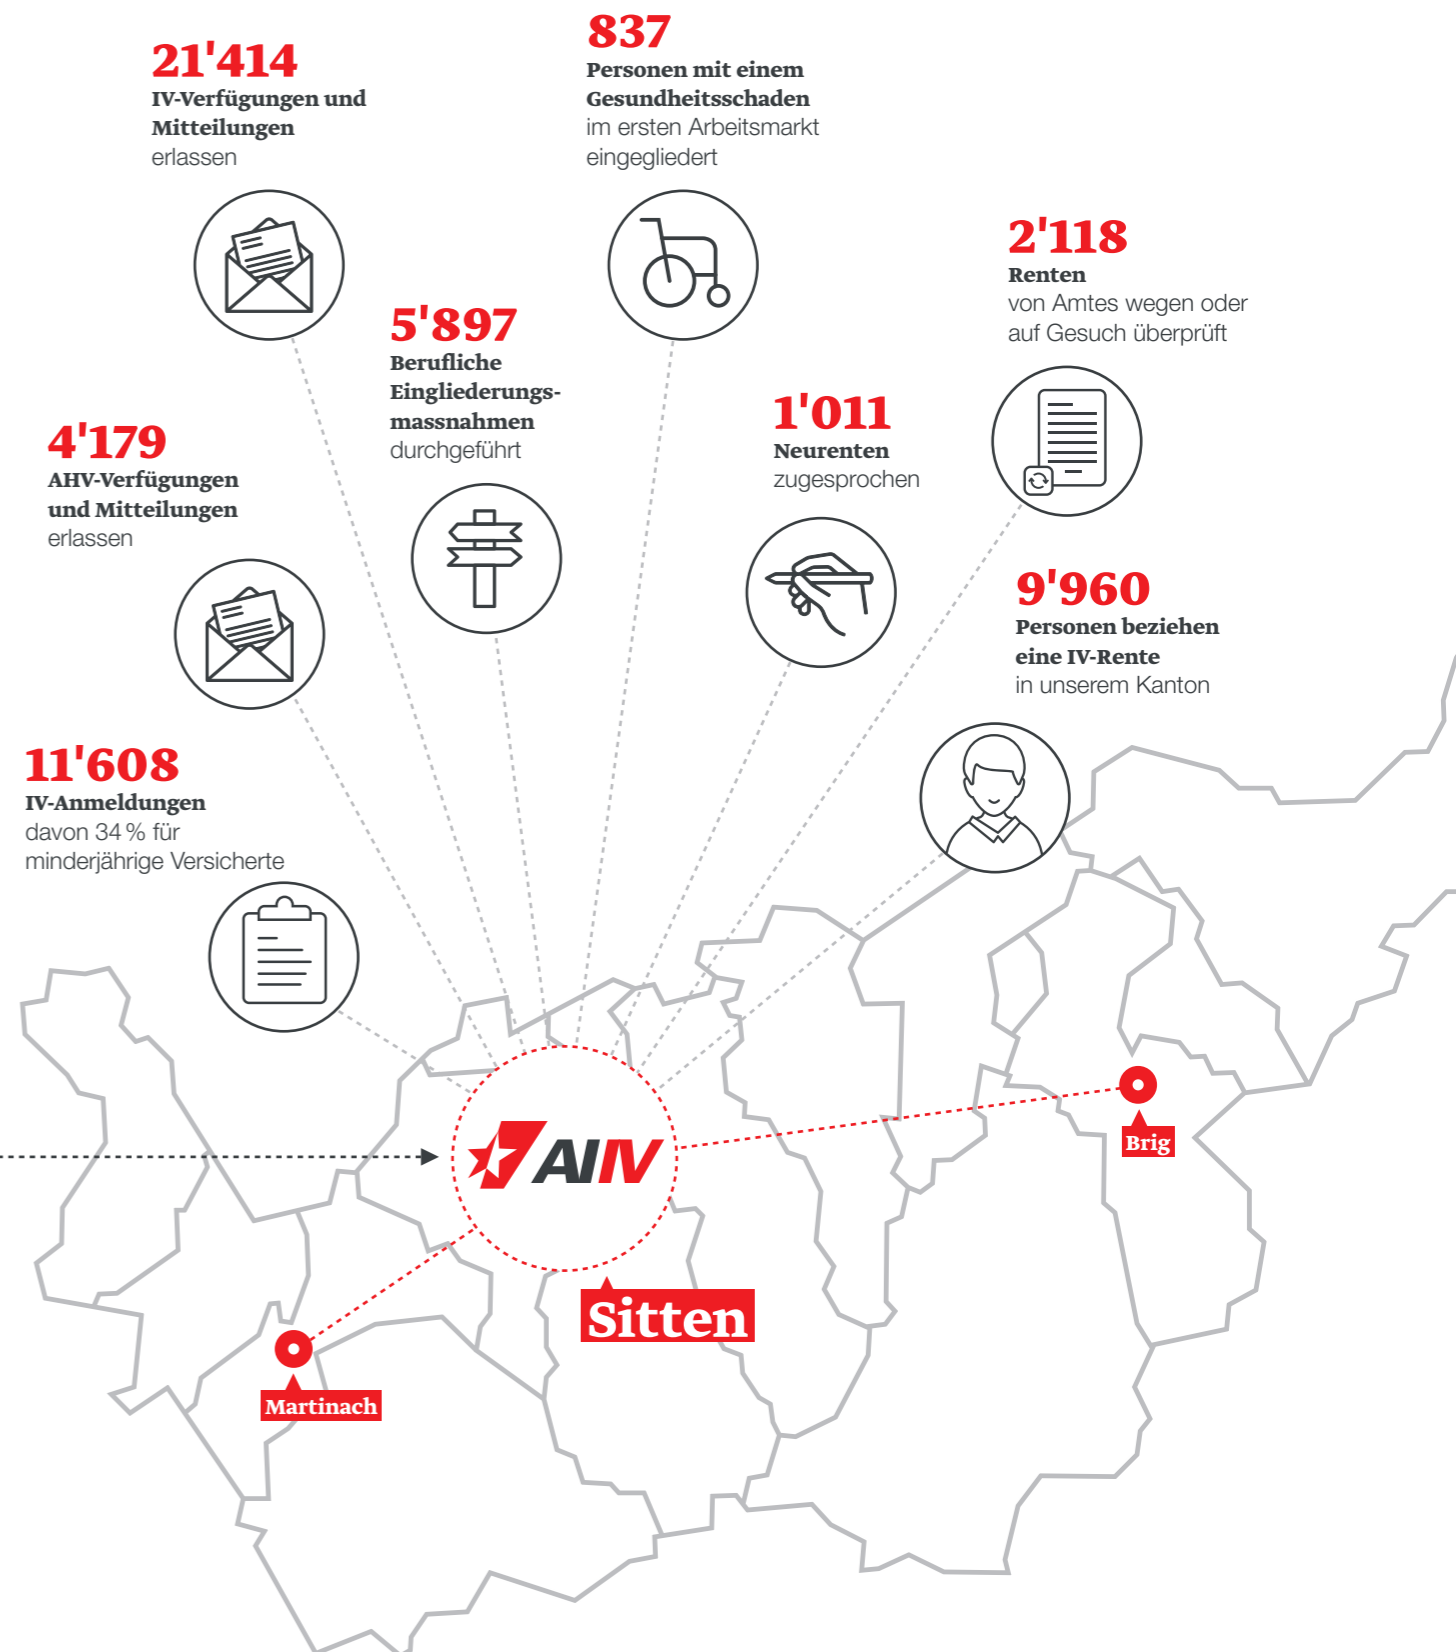 21'414
IV-Verfügungen und
Mitteilungen
erlassen
837
Personen mit einem
Gesundheitsschaden
im ersten Arbeitsmarkt
eingegliedert
2'118
Renten
von Amtes wegen oder
auf Gesuch überprüft
5'897
Berufliche
Eingliederungs-
massnahmen
durchgeführt
1'011
Neurenten
zugesprochen
4'179
AHV-Verfügungen
und Mitteilungen
erlassen
9'960
Personen beziehen
eine IV-Rente
in unserem Kanton
11'608
IV-Anmeldungen
davon 34 % für
minderjährige Versicherte
AIIV
Brig
Sitten
Martinach